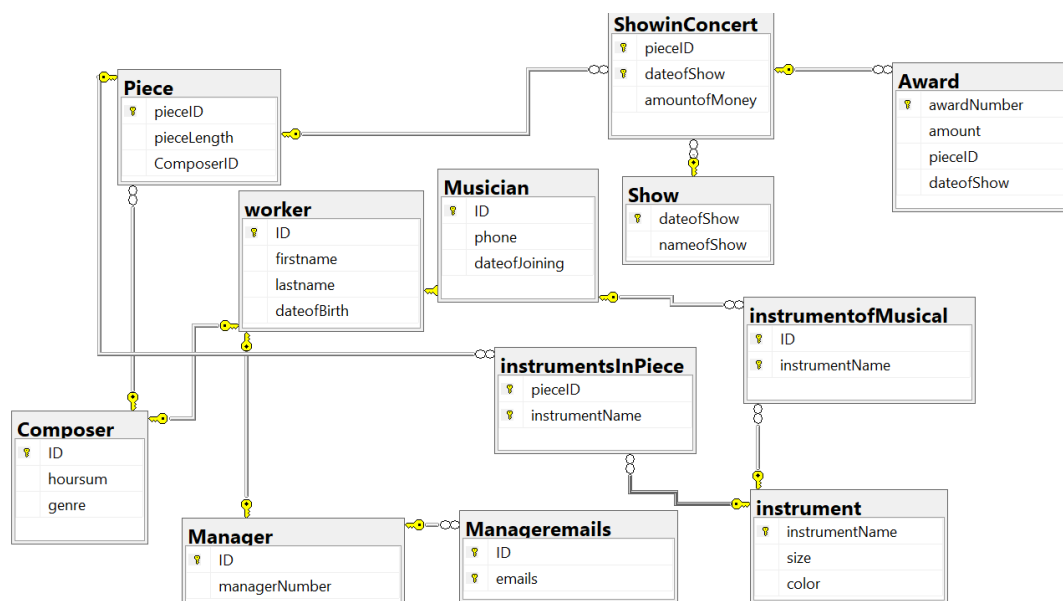 ShowinConcert
pieceID
dateofShow
amountofMoney
Piece
pieceID
pieceLength
ComposerID
Award
awardNumber
amount
pieceID
dateofShow
Musician
ID
phone
dateofJoining
Show
dateofShow
nameofShow
worker
ID
firstname
lastname
dateofBirth
instrumentofMusical
ID
instrumentName
instrumentsInPiece
pieceID
instrumentName
Composer
ID
hoursum
genre
instrument
instrumentName
size
color
Manager
ID
managerNumber
Manageremails
ID
emails